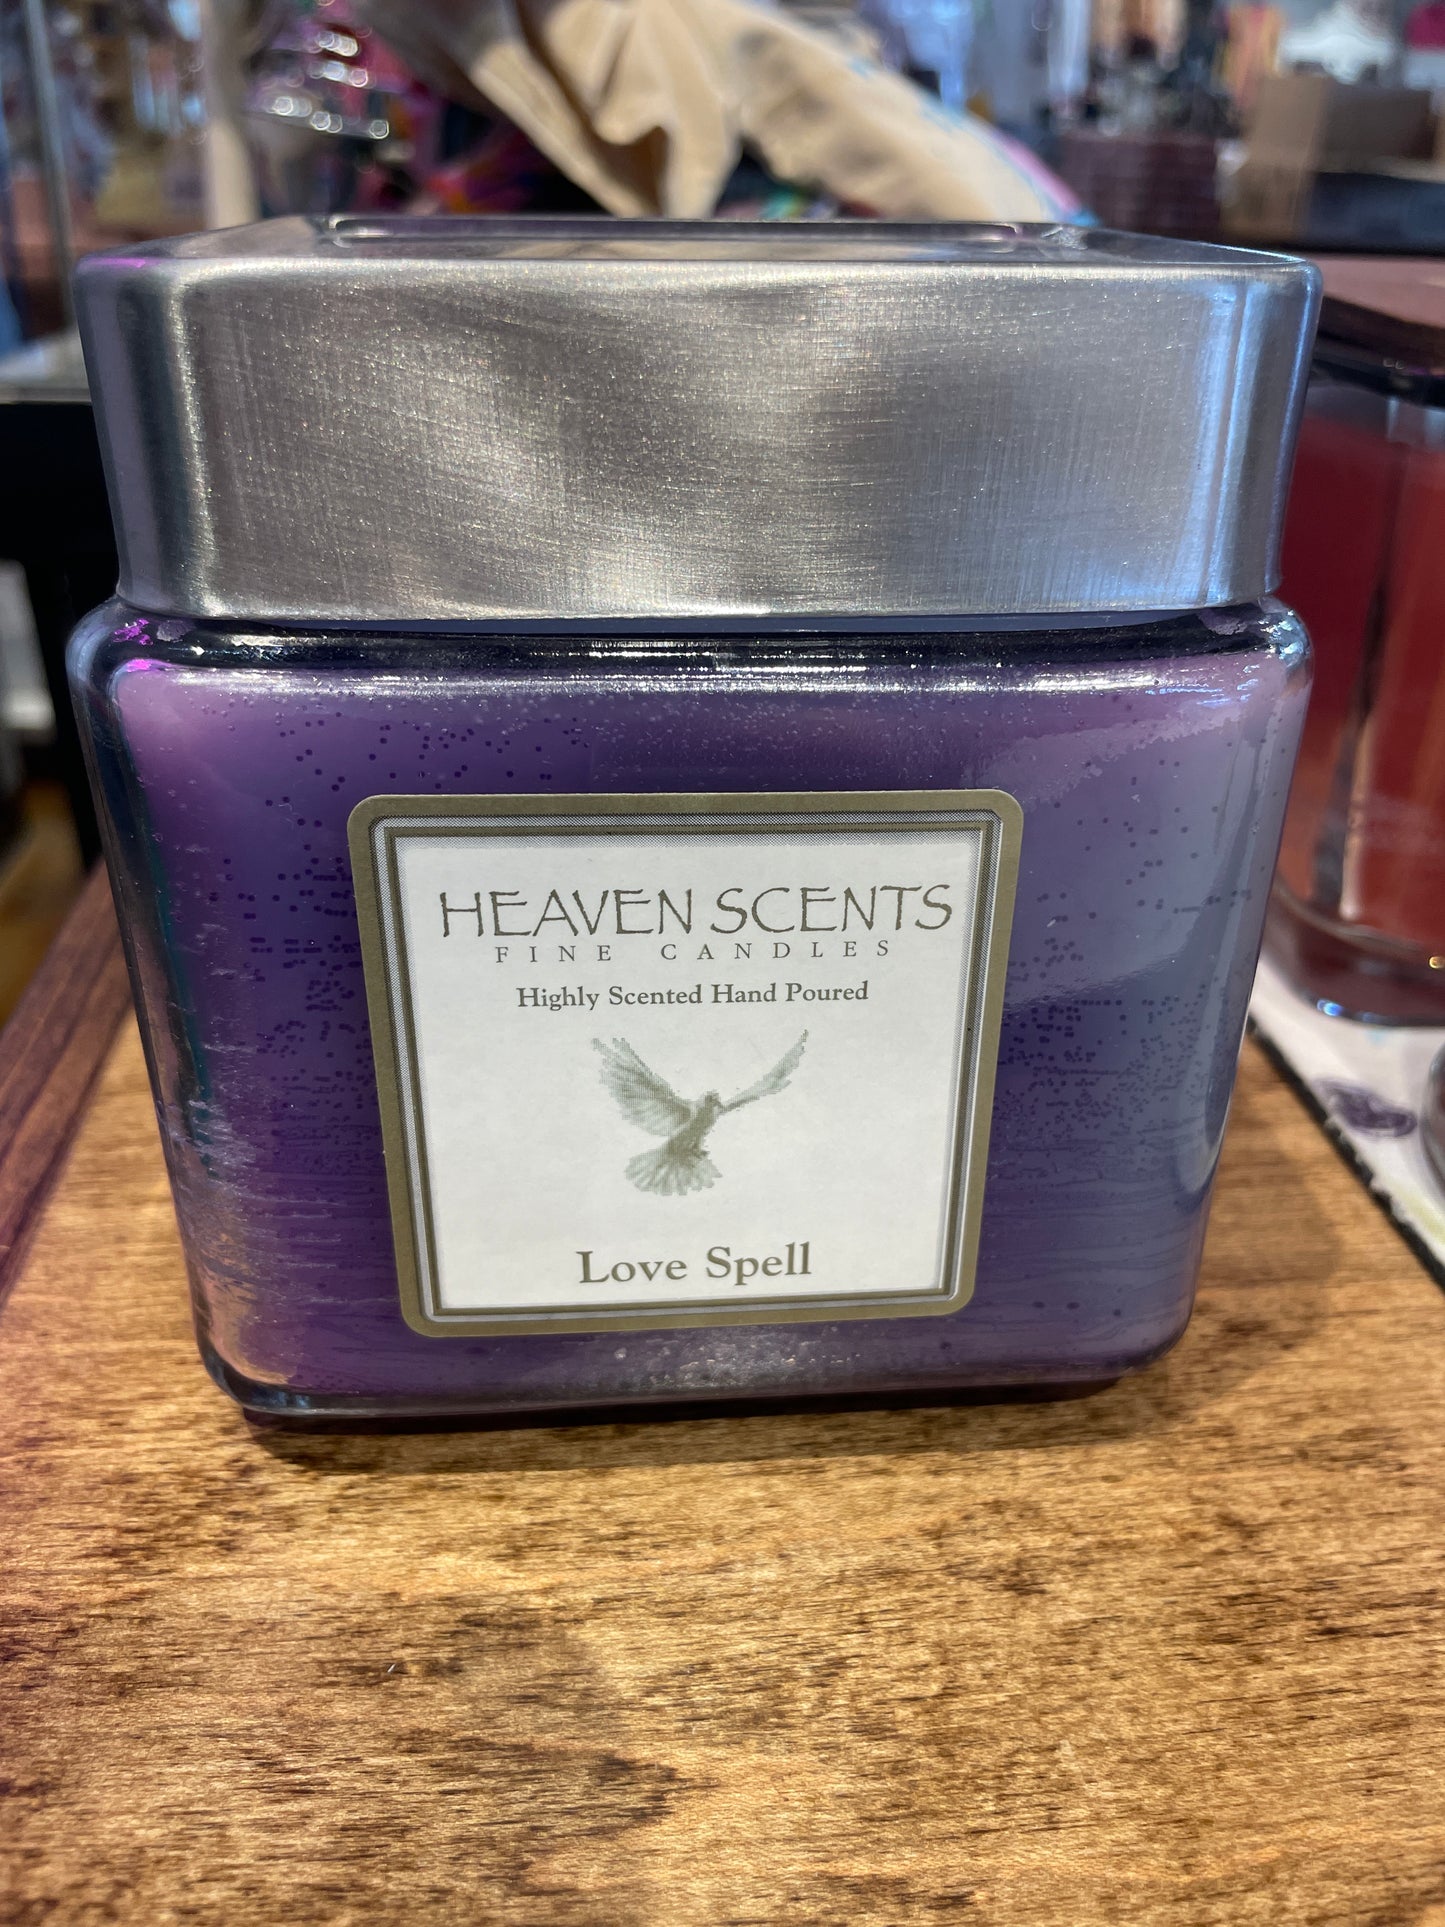 HEAVEN SCENTS
FINE CANDLES
Highly Scented Hand Poured
Love Spell